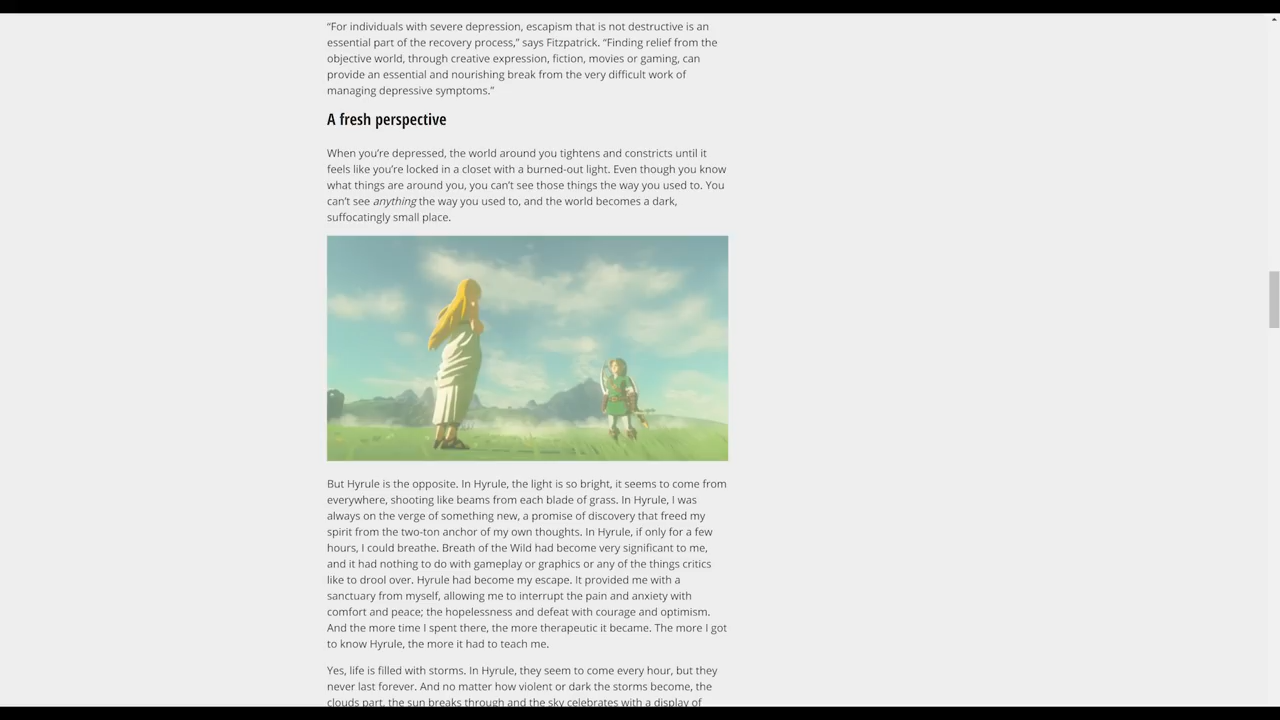 “For individuals with severe depression, escapism that is not destructive is an
essential part of the recovery process,” says Fitzpatrick. “Finding relief from the
objective world, through creative expression, fiction, movies or gaming, can
provide an essential and nourishing break from the very difficult work of
managing depressive symptoms.”
A fresh perspective
When you’re depressed, the world around you tightens and constricts until it
feels like you’re locked in a closet with a burned-out light. Even though you know
what things are around you, you can’t see those things the way you used to. You
can’t see anything the way you used to, and the world becomes a dark,
suffocatingly small place.
But Hyrule is the opposite. In Hyrule, the light is so bright, it seems to come from
everywhere, shooting like beams from each blade of grass. In Hyrule, I was
always on the verge of something new, a promise of discovery that freed my
spirit from the two-ton anchor of my own thoughts. In Hyrule, if only for a few
hours, I could breathe. Breath of the Wild had become very significant to me,
and it had nothing to do with gameplay or graphics or any of the things critics
like to drool over. Hyrule had become my escape. It provided me with a
sanctuary from myself, allowing me to interrupt the pain and anxiety with
comfort and peace; the hopelessness and defeat with courage and optimism.
And the more time I spent there, the more therapeutic it became. The more I got
to know Hyrule, the more it had to teach me.
Yes, life is filled with storms. In Hyrule, they seem to come every hour, but they
never last forever. And no matter how violent or dark the storms become, the
clouds part, the sun breaks through and the sky celebrates with a display of